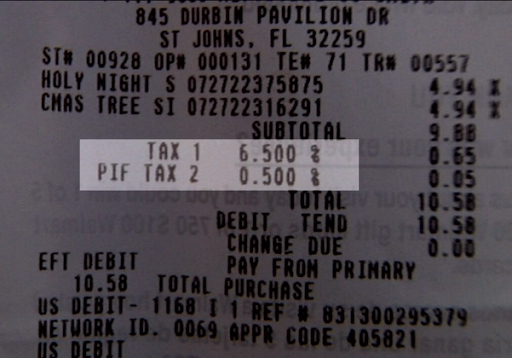 845 DURBIN PAVILION DR
ST JOHNS, FL 32259
ST# 00928 OP# 000131 TE# 71 TR# 00557
HOLY NIGHT S 072722375875 4.94 X
CMAS TREE SI 072722316291 4.94 X
SUBTOTAL 9.88
TAX 1 6.500 % 0.65
PIF TAX 2 0.500 % 0.05
TOTAL 10.58
DEBIT TEND 10.58
CHANGE DUE 0.00
EFT DEBIT PAY FROM PRIMARY
10.58 TOTAL PURCHASE
US DEBIT- 1168 I 1 REF # 831300295379
NETWORK ID. 0069 APPR CODE 405821
US DEBIT